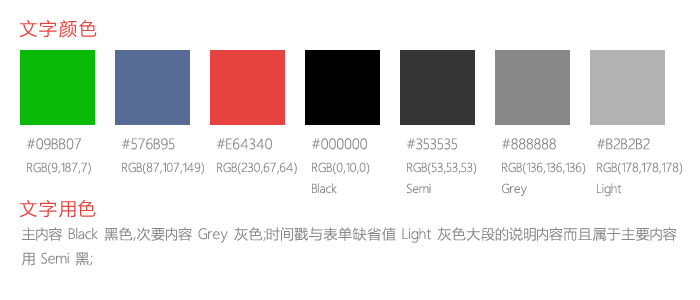 文字颜色
#09BB07 #576B95 #E64340 #000000 #353535 #888888 #B2B2B2
RGB(9,187,7) RGB(87,107,149) RGB(230,67,64) RGB(0,10,0) RGB(53,53,53) RGB(136,136,136) RGB(178,178,178)
Black Semi Grey Light
文字用色
主内容 Black 黑色,次要内容 Grey 灰色;时间戳与表单缺省值 Light 灰色大段的说明内容而且属于主要内容
用 Semi 黑;